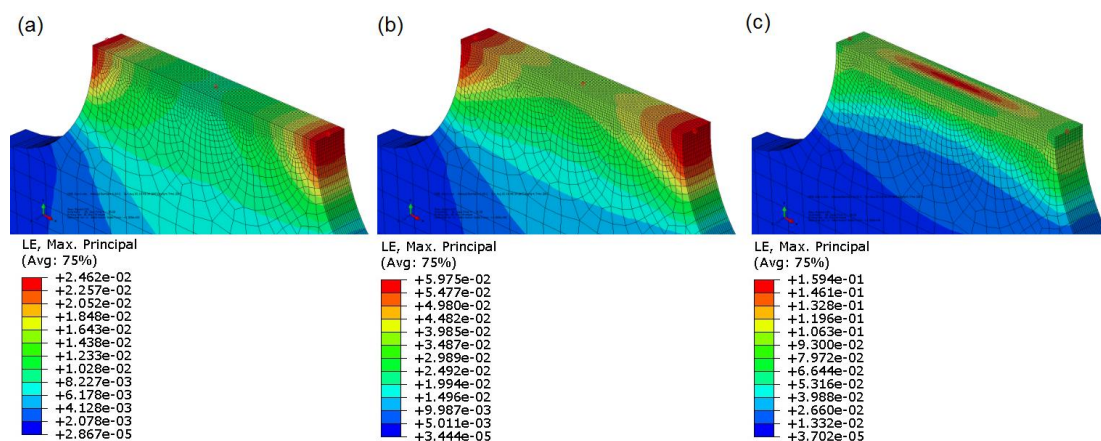 (a)
(b)
(c)
LE, Max. Principal
(Avg: 75%)
+2.462e-02
+2.257e-02
+2.052e-02
+1.848e-02
+1.643e-02
+1.438e-02
+1.233e-02
+1.028e-02
+8.227e-03
+6.178e-03
+4.128e-03
+2.078e-03
+2.867e-05
LE, Max. Principal
(Avg: 75%)
+5.975e-02
+5.477e-02
+4.980e-02
+4.482e-02
+3.985e-02
+3.487e-02
+2.989e-02
+2.492e-02
+1.994e-02
+1.496e-02
+9.987e-03
+5.011e-03
+3.444e-05
LE, Max. Principal
(Avg: 75%)
+1.594e-01
+1.461e-01
+1.328e-01
+1.196e-01
+1.063e-01
+9.300e-02
+7.972e-02
+6.644e-02
+5.316e-02
+3.988e-02
+2.660e-02
+1.332e-02
+3.702e-05